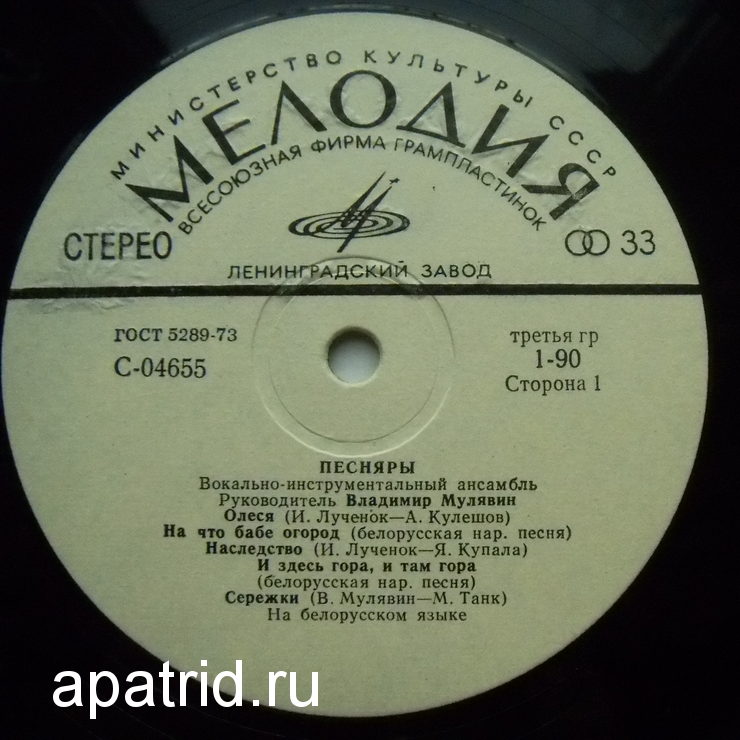 МИНИСТЕРСТВО КУЛЬТУРЫ СССР
МЕЛОДИЯ
ВСЕСОЮЗНАЯ ФИРМА ГРАМПЛАСТИНОК
СТЕРЕО
33
ЛЕНИНГРАДСКИЙ ЗАВОД
ГОСТ 5289-73
С-04655
третья гр
1-90
Сторона 1
ПЕСНЯРЫ
Вокально-инструментальный ансамбль
Руководитель Владимир Мулявин
Олеся (И. Лученок—А. Кулешов)
На что бабе огород (белорусская нар. песня)
Наследство (И. Лученок—Я. Купала)
И здесь гора, и там гора
(белорусская нар. песня)
Сережки (В. Мулявин—М. Танк)
На белорусском языке
apatrid.ru